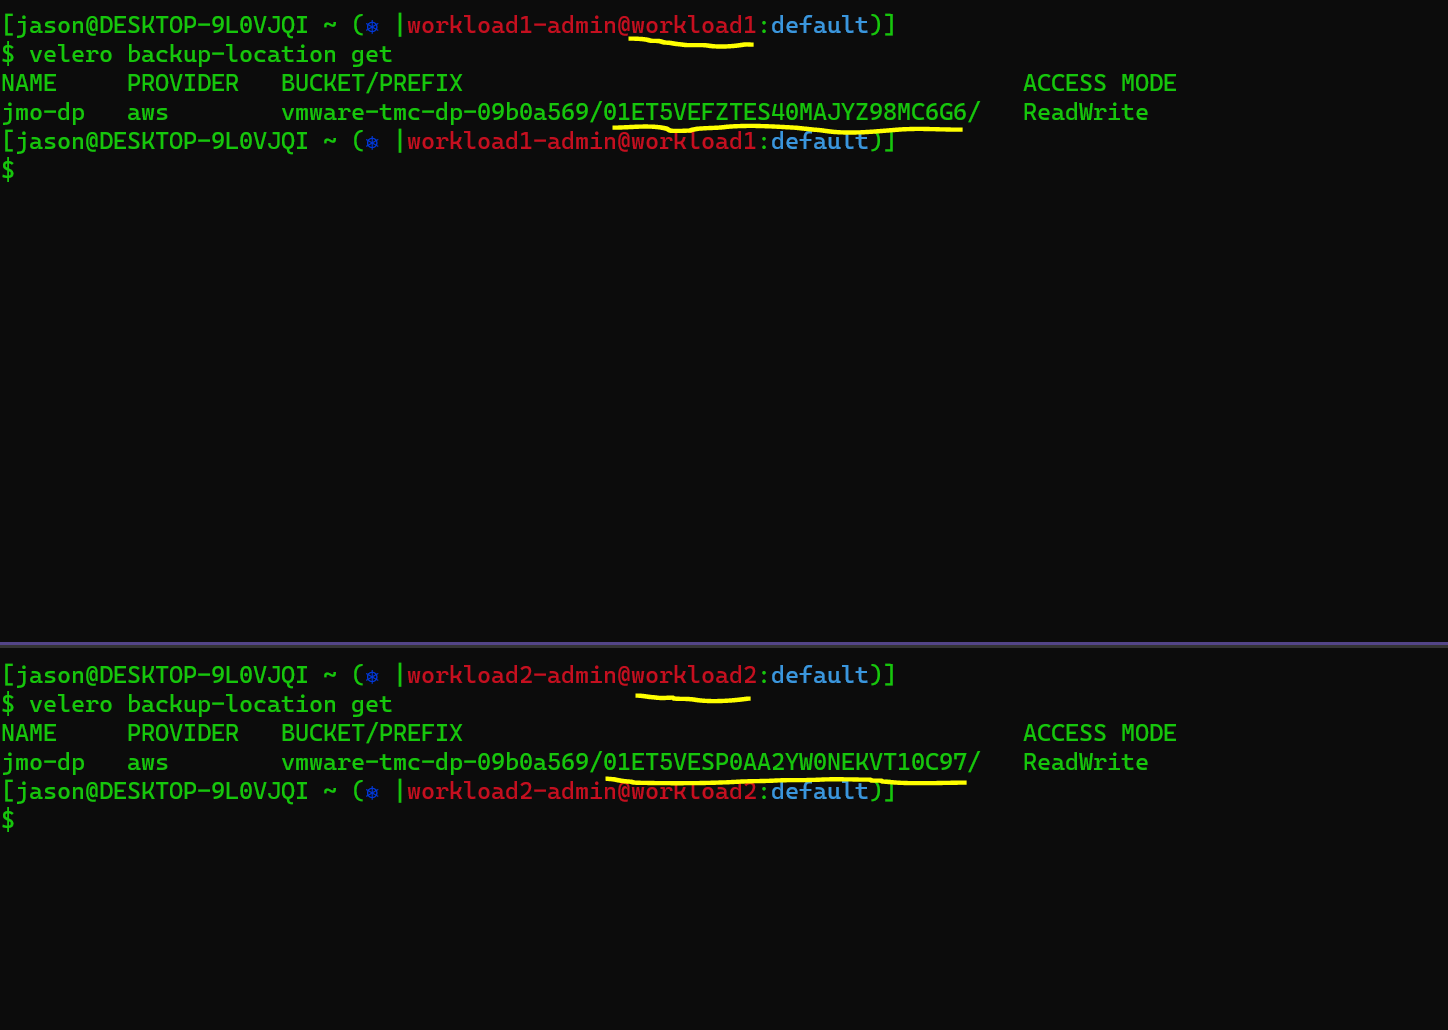 [jason@DESKTOP-9L0VJQI ~ (⎈ |workload1-admin@workload1:default)]
$ velero backup-location get
NAME     PROVIDER   BUCKET/PREFIX                                        ACCESS MODE
jmo-dp   aws        vmware-tmc-dp-09b0a569/01ET5VEFZTES40MAJYZ98MC6G6/   ReadWrite
[jason@DESKTOP-9L0VJQI ~ (⎈ |workload1-admin@workload1:default)]
$
[jason@DESKTOP-9L0VJQI ~ (⎈ |workload2-admin@workload2:default)]
$ velero backup-location get
NAME     PROVIDER   BUCKET/PREFIX                                        ACCESS MODE
jmo-dp   aws        vmware-tmc-dp-09b0a569/01ET5VESP0AA2YW0NEKVT10C97/   ReadWrite
[jason@DESKTOP-9L0VJQI ~ (⎈ |workload2-admin@workload2:default)]
$